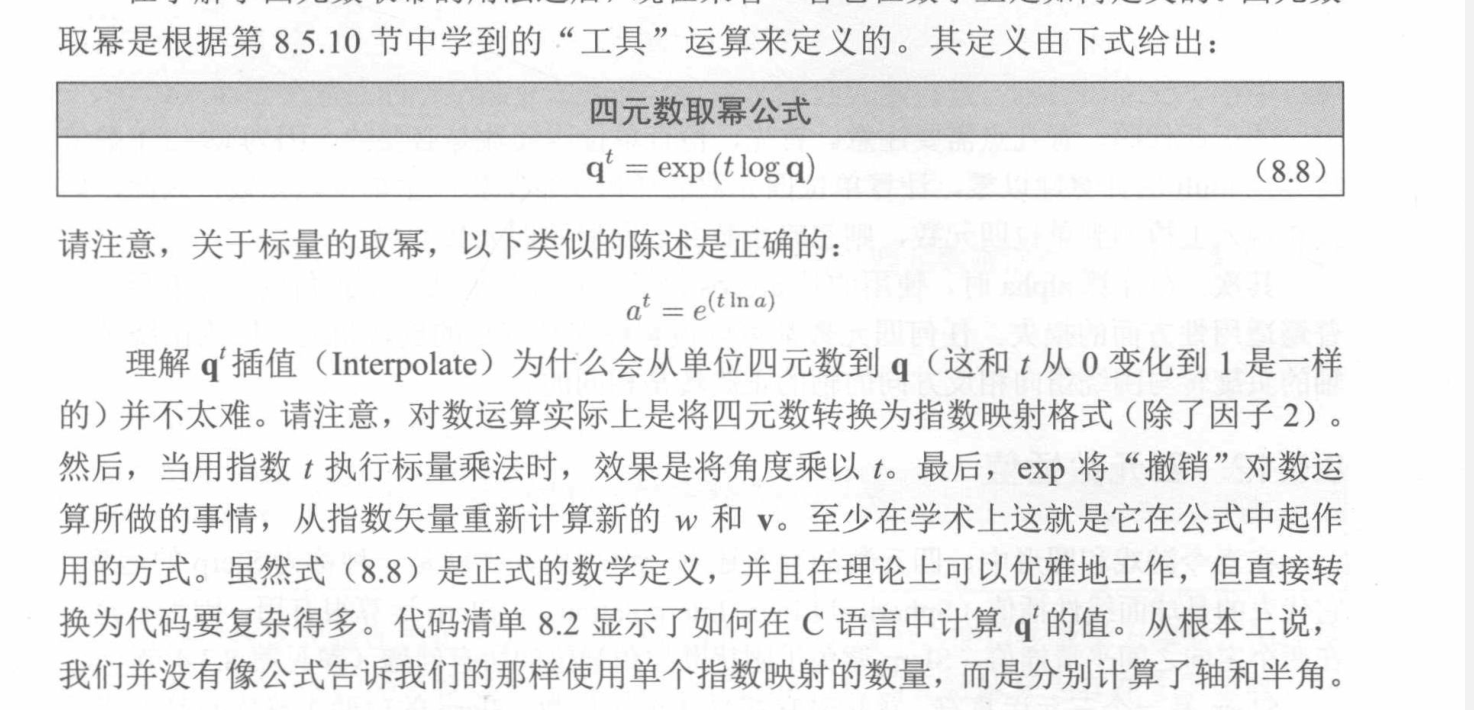 取幂是根据第 8.5.10 节中学到的“工具”运算来定义的。其定义由下式给出：
四元数取幂公式
q^t = exp (t log q) (8.8)
请注意，关于标量的取幂，以下类似的陈述是正确的：
a^t = e^(t ln a)
理解 q^t 插值（Interpolate）为什么会从单位四元数到 q（这和 t 从 0 变化到 1 是一样
的）并不太难。请注意，对数运算实际上是将四元数转换为指数映射格式（除了因子 2）。
然后，当用指数 t 执行标量乘法时，效果是将角度乘以 t。最后，exp 将“撤销”对数运
算所做的事情，从指数矢量重新计算新的 w 和 v。至少在学术上这就是它在公式中起作
用的方式。虽然式（8.8）是正式的数学定义，并且在理论上可以优雅地工作，但直接转
换为代码要复杂得多。代码清单 8.2 显示了如何在 C 语言中计算 q^t 的值。从根本上说，
我们并没有像公式告诉我们的那样使用单个指数映射的数量，而是分别计算了轴和半角。